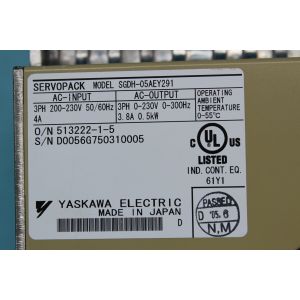 SERVOPACK MODEL SGDH-05AEY291
AC-INPUT AC-OUTPUT OPERATING
3PH 200-230V 50/60Hz 3PH 0-230V 0-300Hz AMBIENT
4A 3.8A 0.5kW TEMPERATURE
0-55°C
O/N 513222-1-5
S/N D0056G750310005
C UL US
LISTED
IND. CONT. EQ.
61Y1
YASKAWA ELECTRIC
MADE IN JAPAN
D
PASSED
D '05.6
N.M